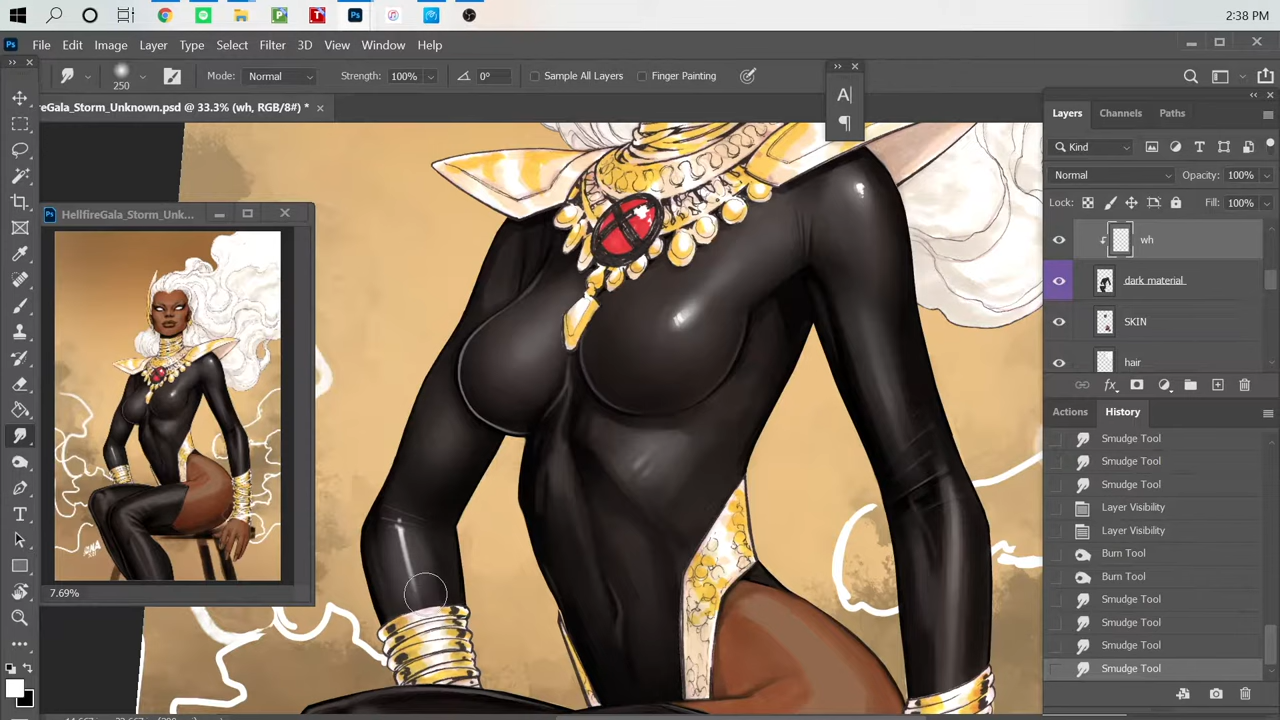 2:38 PM
Ps
File Edit Image Layer Type Select Filter 3D View Window Help
250
Mode: Normal
Strength: 100%
0°
Sample All Layers
Finger Painting
ireGala_Storm_Unknown.psd @ 33.3% (wh, RGB/8#) *
HellfireGala_Storm_Unk...
7.69%
Layers Channels Paths
Kind
Normal
Opacity: 100%
Lock:
Fill: 100%
wh
dark material
SKIN
hair
fx
Actions History
Smudge Tool
Smudge Tool
Smudge Tool
Layer Visibility
Layer Visibility
Burn Tool
Burn Tool
Smudge Tool
Smudge Tool
Smudge Tool
Smudge Tool